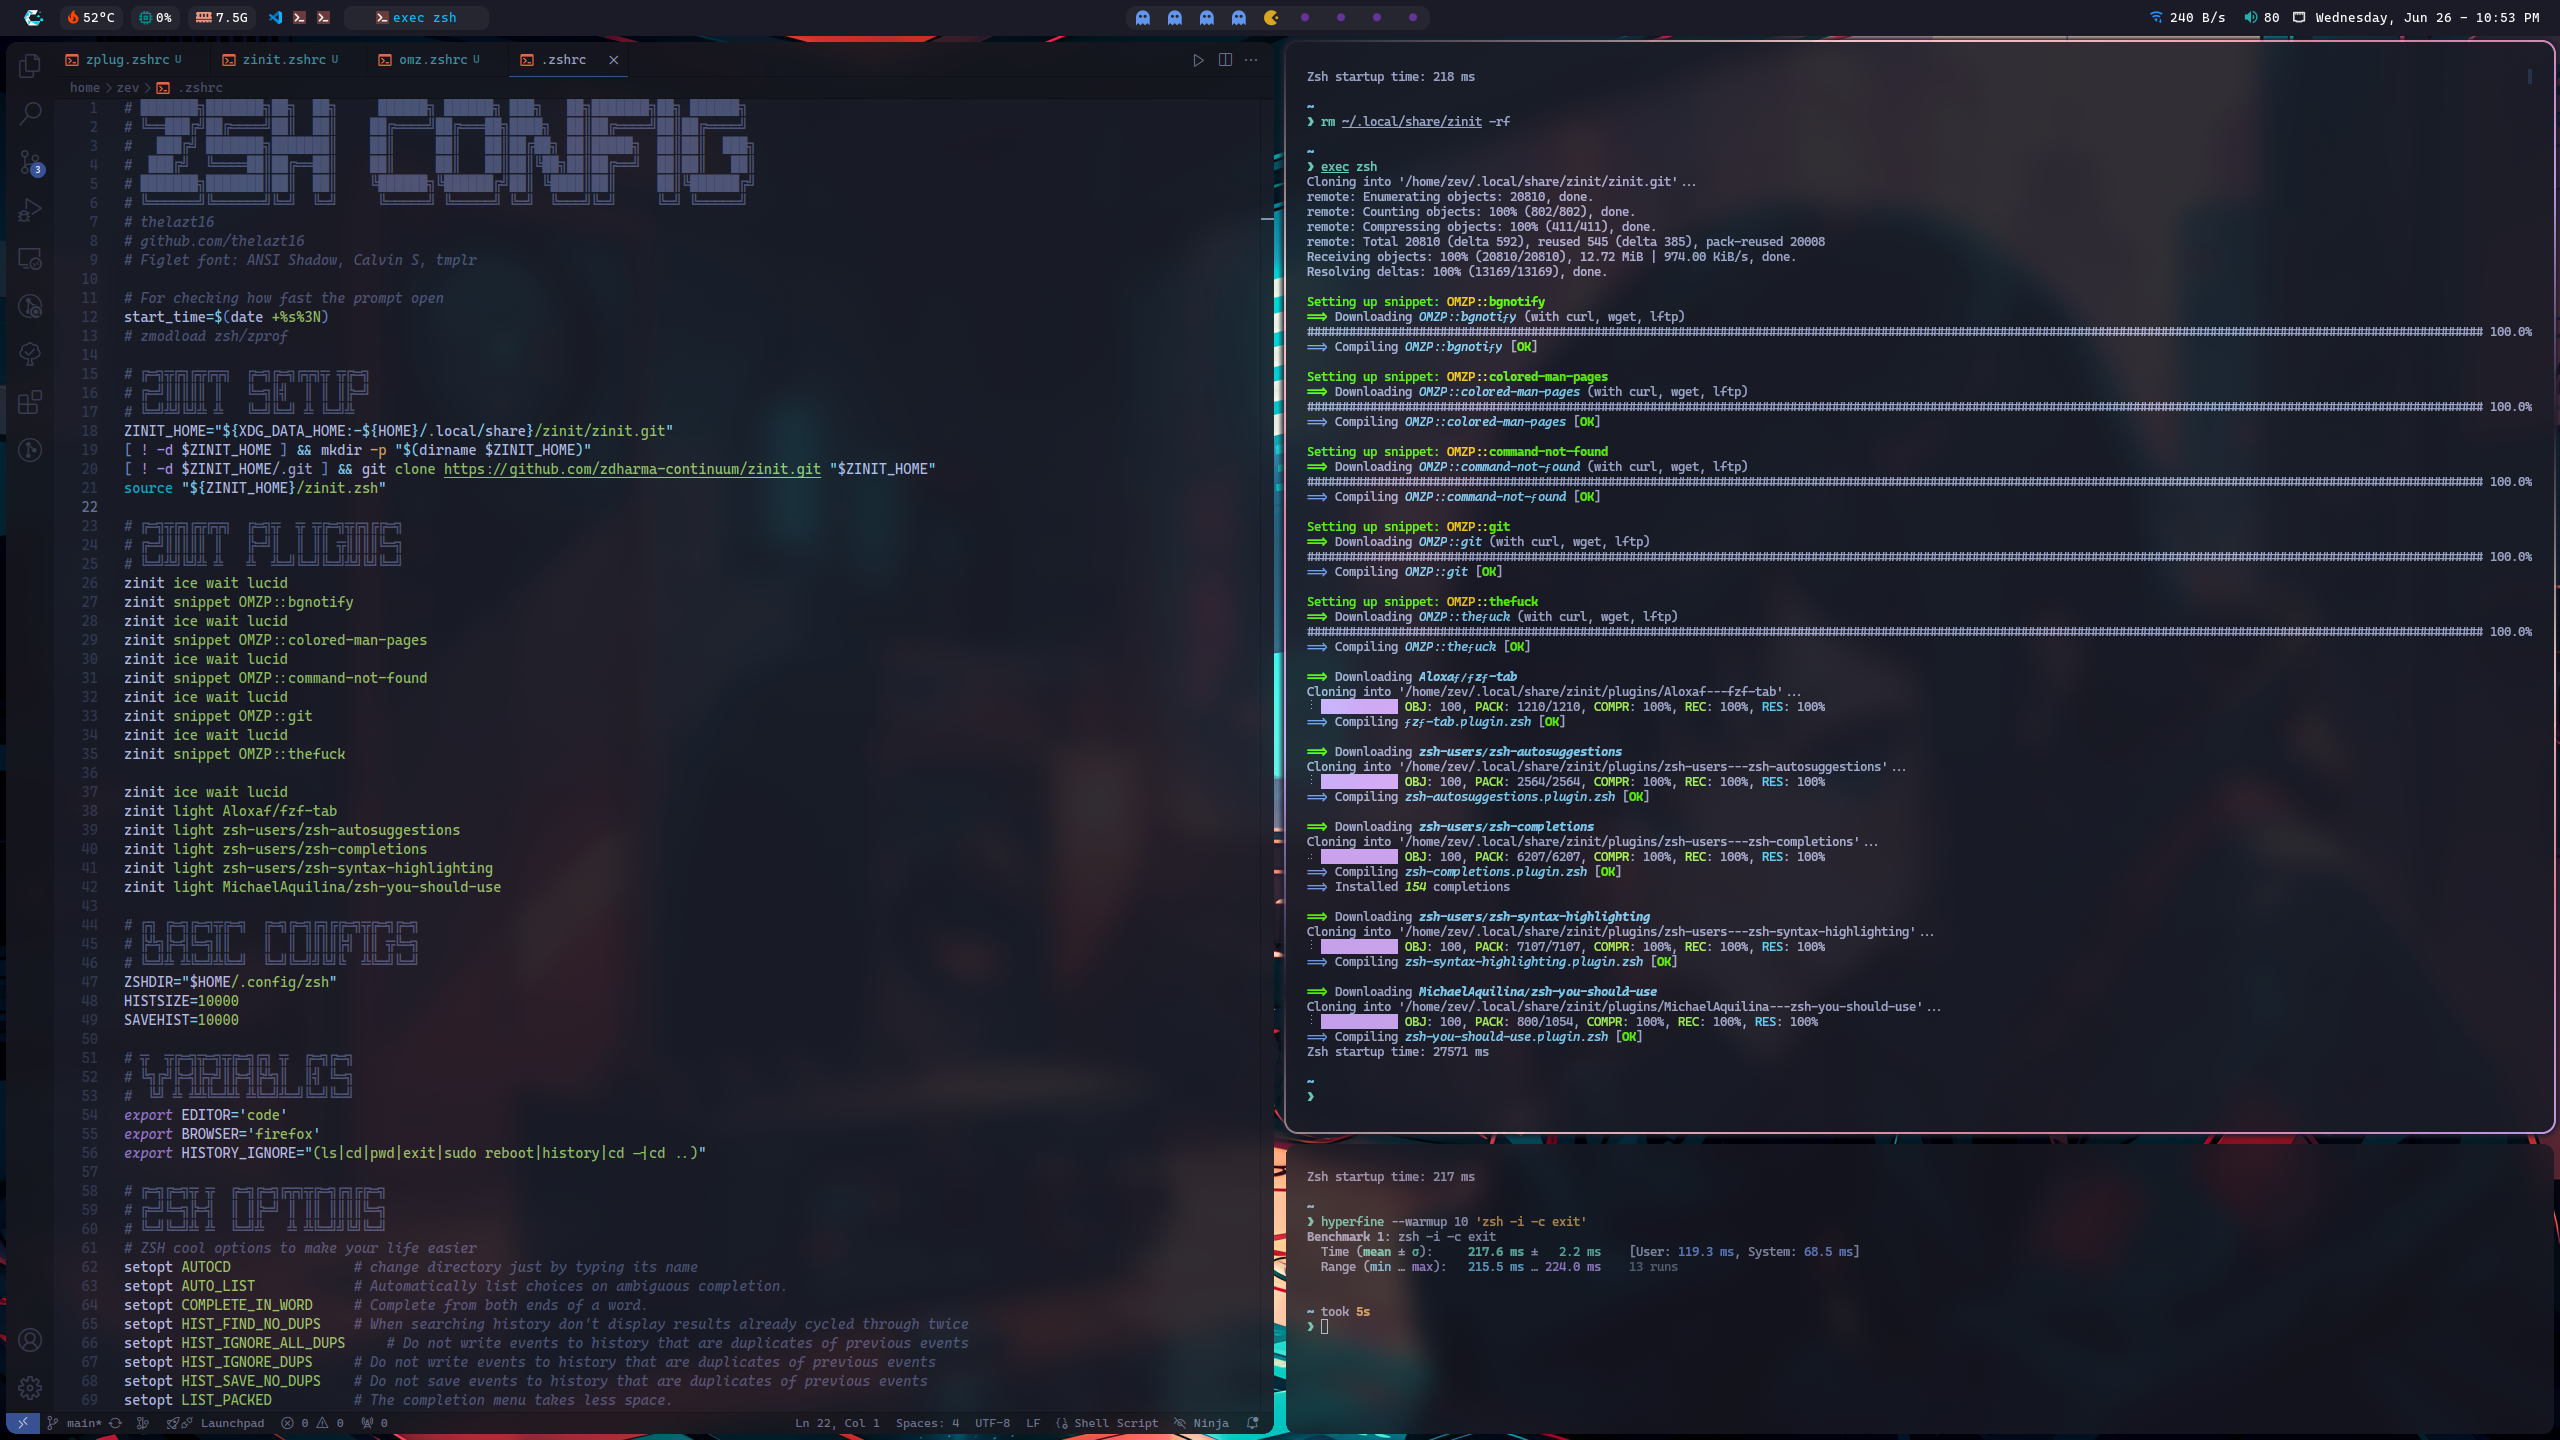 52°C 0% 7.5G exec zsh
240 B/s 80 Wednesday, Jun 26 - 10:53 PM
zplug.zshrc U zinit.zshrc U omz.zshrc U .zshrc
home > zev > .zshrc
1 # ZSH CONFIG
2 #
3 #
4 #
5 #
6 #
7 # thelazt16
8 # github.com/thelazt16
9 # Figlet font: ANSI Shadow, Calvin S, tmplr
10
11 # For checking how fast the prompt open
12 start_time=$(date +%s%3N)
13 # zmodload zsh/zprof
14
15 # ZINIT SETUP
16 #
17 #
18 ZINIT_HOME="${XDG_DATA_HOME:-${HOME}/.local/share}/zinit/zinit.git"
19 [ ! -d $ZINIT_HOME ] && mkdir -p "$(dirname $ZINIT_HOME)"
20 [ ! -d $ZINIT_HOME/.git ] && git clone https://github.com/zdharma-continuum/zinit.git "$ZINIT_HOME"
21 source "${ZINIT_HOME}/zinit.zsh"
22
23 # ZINIT PLUGINS
24 #
25 #
26 zinit ice wait lucid
27 zinit snippet OMZP::bgnotify
28 zinit ice wait lucid
29 zinit snippet OMZP::colored-man-pages
30 zinit ice wait lucid
31 zinit snippet OMZP::command-not-found
32 zinit ice wait lucid
33 zinit snippet OMZP::git
34 zinit ice wait lucid
35 zinit snippet OMZP::thefuck
36
37 zinit ice wait lucid
38 zinit light Aloxaf/fzf-tab
39 zinit light zsh-users/zsh-autosuggestions
40 zinit light zsh-users/zsh-completions
41 zinit light zsh-users/zsh-syntax-highlighting
42 zinit light MichaelAquilina/zsh-you-should-use
43
44 # BASIC CONFIGS
45 #
46 #
47 ZSHDIR="$HOME/.config/zsh"
48 HISTSIZE=10000
49 SAVEHIST=10000
50
51 # VARIABLES
52 #
53 #
54 export EDITOR='code'
55 export BROWSER='firefox'
56 export HISTORY_IGNORE="(ls|cd|pwd|exit|sudo reboot|history|cd -|cd ..)"
57
58 # ZSH OPTIONS
59 #
60 #
61 # ZSH cool options to make your life easier
62 setopt AUTOCD # change directory just by typing its name
63 setopt AUTO_LIST # Automatically list choices on ambiguous completion.
64 setopt COMPLETE_IN_WORD # Complete from both ends of a word.
65 setopt HIST_FIND_NO_DUPS # When searching history don't display results already cycled through twice
66 setopt HIST_IGNORE_ALL_DUPS # Do not write events to history that are duplicates of previous events
67 setopt HIST_IGNORE_DUPS # Do not write events to history that are duplicates of previous events
68 setopt HIST_SAVE_NO_DUPS # Do not save events to history that are duplicates of previous events
69 setopt LIST_PACKED # The completion menu takes less space.
3
main* Launchpad 0 0 0 Ln 22, Col 1 Spaces: 4 UTF-8 LF Shell Script Ninja
Zsh startup time: 218 ms
~
❯ rm ~/.local/share/zinit -rf
~
❯ exec zsh
Cloning into '/home/zev/.local/share/zinit/zinit.git'...
remote: Enumerating objects: 20810, done.
remote: Counting objects: 100% (802/802), done.
remote: Compressing objects: 100% (411/411), done.
remote: Total 20810 (delta 592), reused 545 (delta 385), pack-reused 20008
Receiving objects: 100% (20810/20810), 12.72 MiB | 974.00 KiB/s, done.
Resolving deltas: 100% (13169/13169), done.
Setting up snippet: OMZP::bgnotify
==> Downloading OMZP::bgnotify (with curl, wget, lftp)
100.0%
==> Compiling OMZP::bgnotify [OK]
Setting up snippet: OMZP::colored-man-pages
==> Downloading OMZP::colored-man-pages (with curl, wget, lftp)
100.0%
==> Compiling OMZP::colored-man-pages [OK]
Setting up snippet: OMZP::command-not-found
==> Downloading OMZP::command-not-found (with curl, wget, lftp)
100.0%
==> Compiling OMZP::command-not-found [OK]
Setting up snippet: OMZP::git
==> Downloading OMZP::git (with curl, wget, lftp)
100.0%
==> Compiling OMZP::git [OK]
Setting up snippet: OMZP::thefuck
==> Downloading OMZP::thefuck (with curl, wget, lftp)
100.0%
==> Compiling OMZP::thefuck [OK]
==> Downloading Aloxaf/fzf-tab
Cloning into '/home/zev/.local/share/zinit/plugins/Aloxaf---fzf-tab'...
OBJ: 100, PACK: 1210/1210, COMPR: 100%, REC: 100%, RES: 100%
==> Compiling fzf-tab.plugin.zsh [OK]
==> Downloading zsh-users/zsh-autosuggestions
Cloning into '/home/zev/.local/share/zinit/plugins/zsh-users---zsh-autosuggestions'...
OBJ: 100, PACK: 2564/2564, COMPR: 100%, REC: 100%, RES: 100%
==> Compiling zsh-autosuggestions.plugin.zsh [OK]
==> Downloading zsh-users/zsh-completions
Cloning into '/home/zev/.local/share/zinit/plugins/zsh-users---zsh-completions'...
OBJ: 100, PACK: 6207/6207, COMPR: 100%, REC: 100%, RES: 100%
==> Compiling zsh-completions.plugin.zsh [OK]
==> Installed 154 completions
==> Downloading zsh-users/zsh-syntax-highlighting
Cloning into '/home/zev/.local/share/zinit/plugins/zsh-users---zsh-syntax-highlighting'...
OBJ: 100, PACK: 7107/7107, COMPR: 100%, REC: 100%, RES: 100%
==> Compiling zsh-syntax-highlighting.plugin.zsh [OK]
==> Downloading MichaelAquilina/zsh-you-should-use
Cloning into '/home/zev/.local/share/zinit/plugins/MichaelAquilina---zsh-you-should-use'...
OBJ: 100, PACK: 800/1054, COMPR: 100%, REC: 100%, RES: 100%
==> Compiling zsh-you-should-use.plugin.zsh [OK]
Zsh startup time: 27571 ms
~
❯
Zsh startup time: 217 ms
~
❯ hyperfine --warmup 10 'zsh -i -c exit'
Benchmark 1: zsh -i -c exit
Time (mean ± σ): 217.6 ms ± 2.2 ms [User: 119.3 ms, System: 68.5 ms]
Range (min … max): 215.5 ms … 224.0 ms 13 runs
~ took 5s
❯